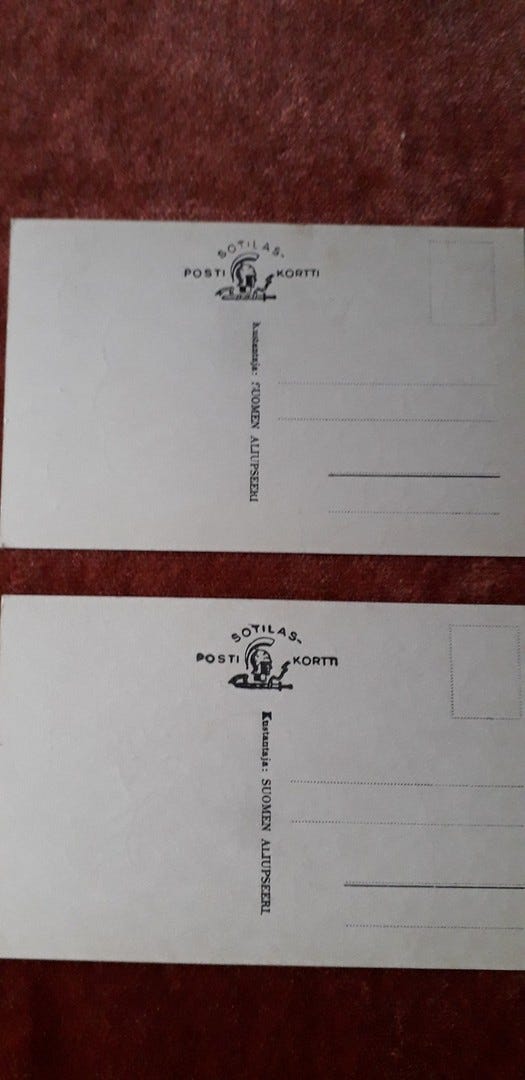 SOTILAS-
POSTI KORTTI
Kustantaja: SUOMEN ALIUPSEERI
SOTILAS-
POSTI KORTTI
Kustantaja: SUOMEN ALIUPSEERI